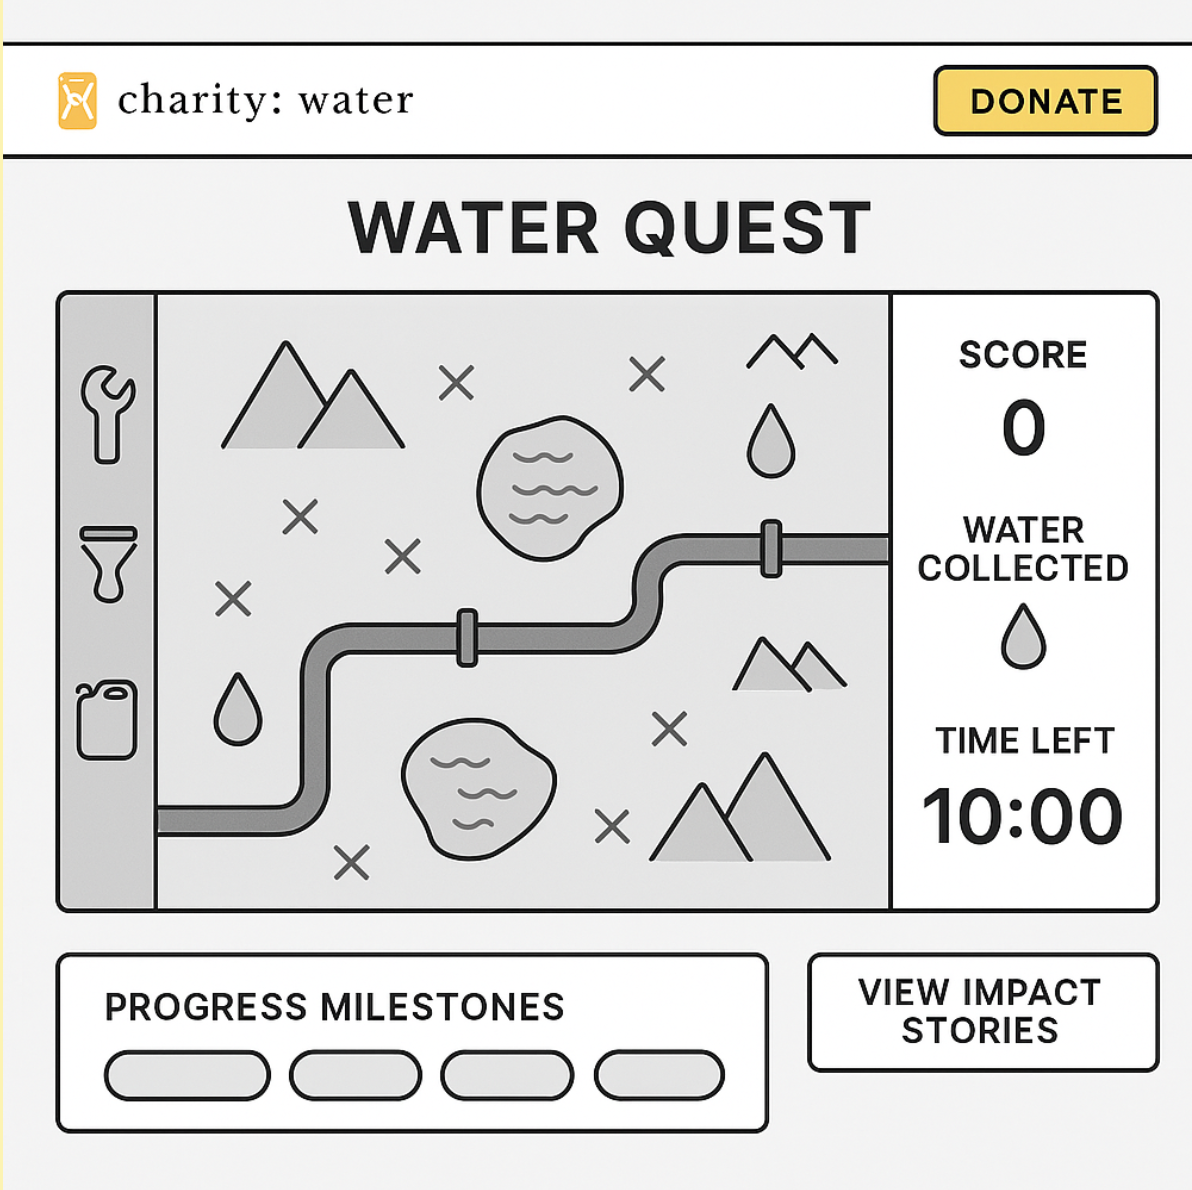 charity: water
DONATE
WATER QUEST
SCORE
0
WATER
COLLECTED
TIME LEFT
10:00
PROGRESS MILESTONES
VIEW IMPACT
STORIES